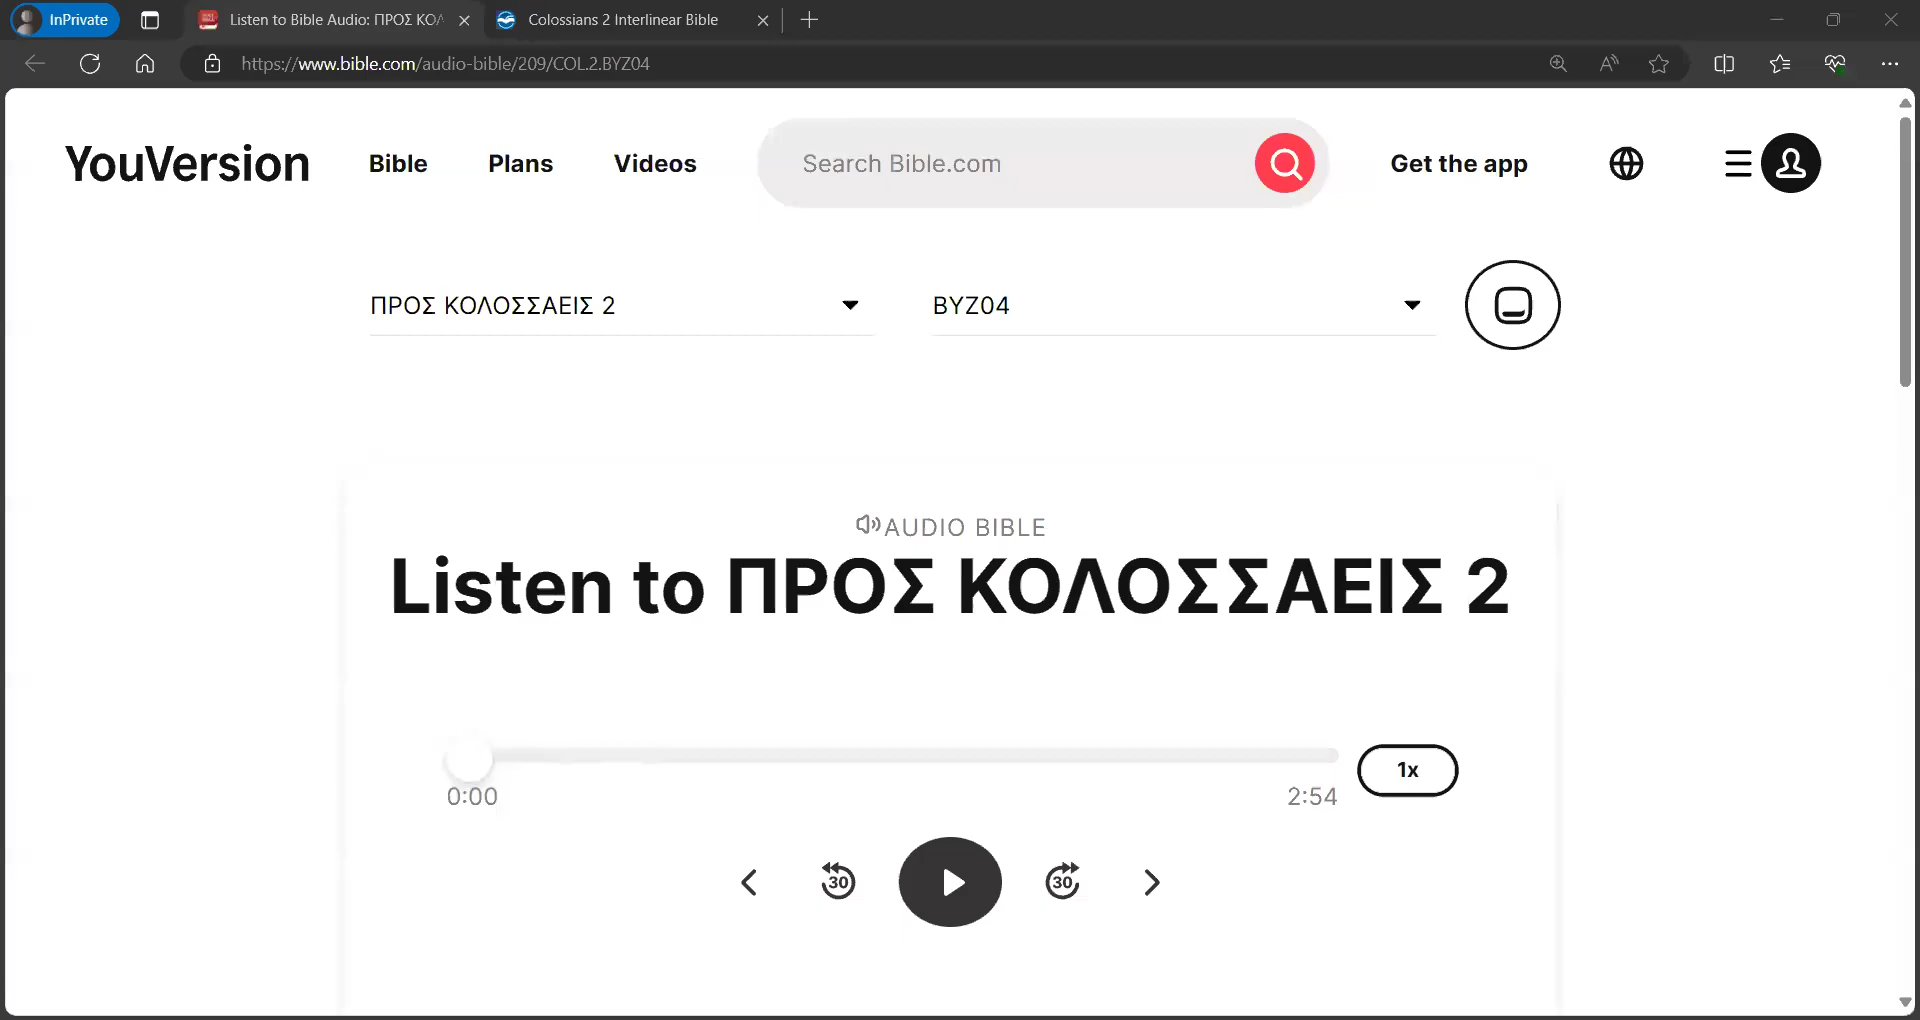 InPrivate
Listen to Bible Audio: ΠΡΟΣ ΚΟΛ
Colossians 2 Interlinear Bible
https://www.bible.com/audio-bible/209/COL.2.BYZ04
YouVersion
Bible
Plans
Videos
Search Bible.com
Get the app
ΠΡΟΣ ΚΟΛΟΣΣΑΕΙΣ 2
BYZ04
AUDIO BIBLE
Listen to ΠΡΟΣ ΚΟΛΟΣΣΑΕΙΣ 2
1x
0:00
2:54
30
30